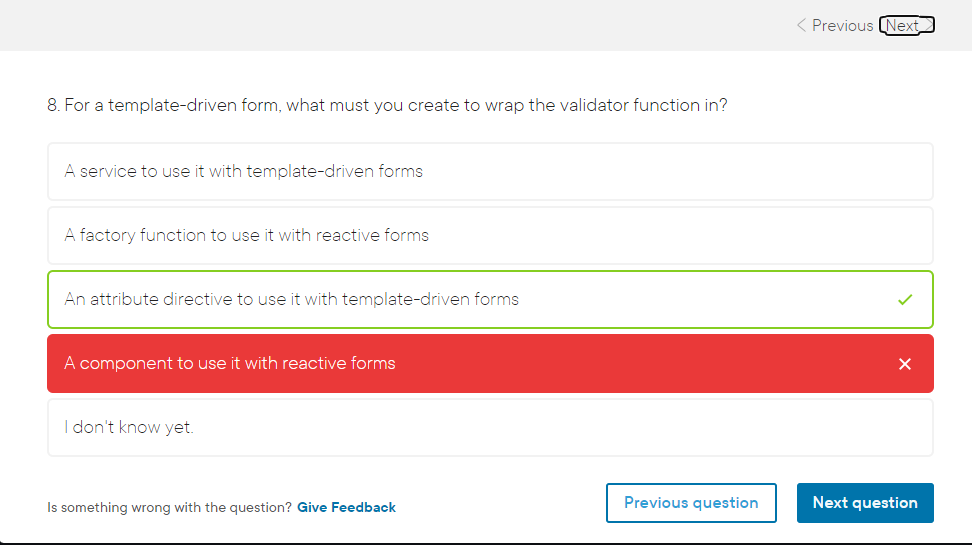 Previous Next
8. For a template-driven form, what must you create to wrap the validator function in?
A service to use it with template-driven forms
A factory function to use it with reactive forms
An attribute directive to use it with template-driven forms
A component to use it with reactive forms
I don't know yet.
Is something wrong with the question? Give Feedback
Previous question
Next question